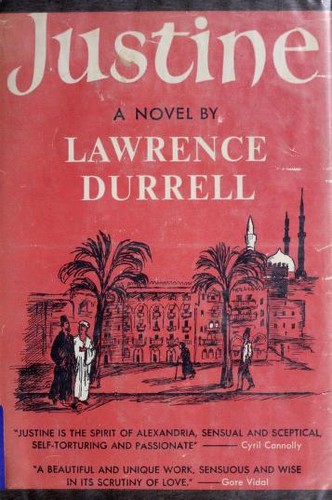 Justine
A NOVEL BY
LAWRENCE
DURRELL
"JUSTINE IS THE SPIRIT OF ALEXANDRIA, SENSUAL AND SCEPTICAL,
SELF-TORTURING AND PASSIONATE" — Cyril Connolly
"A BEAUTIFUL AND UNIQUE WORK, SENSUOUS AND WISE
IN ITS SCRUTINY OF LOVE." — Gore Vidal